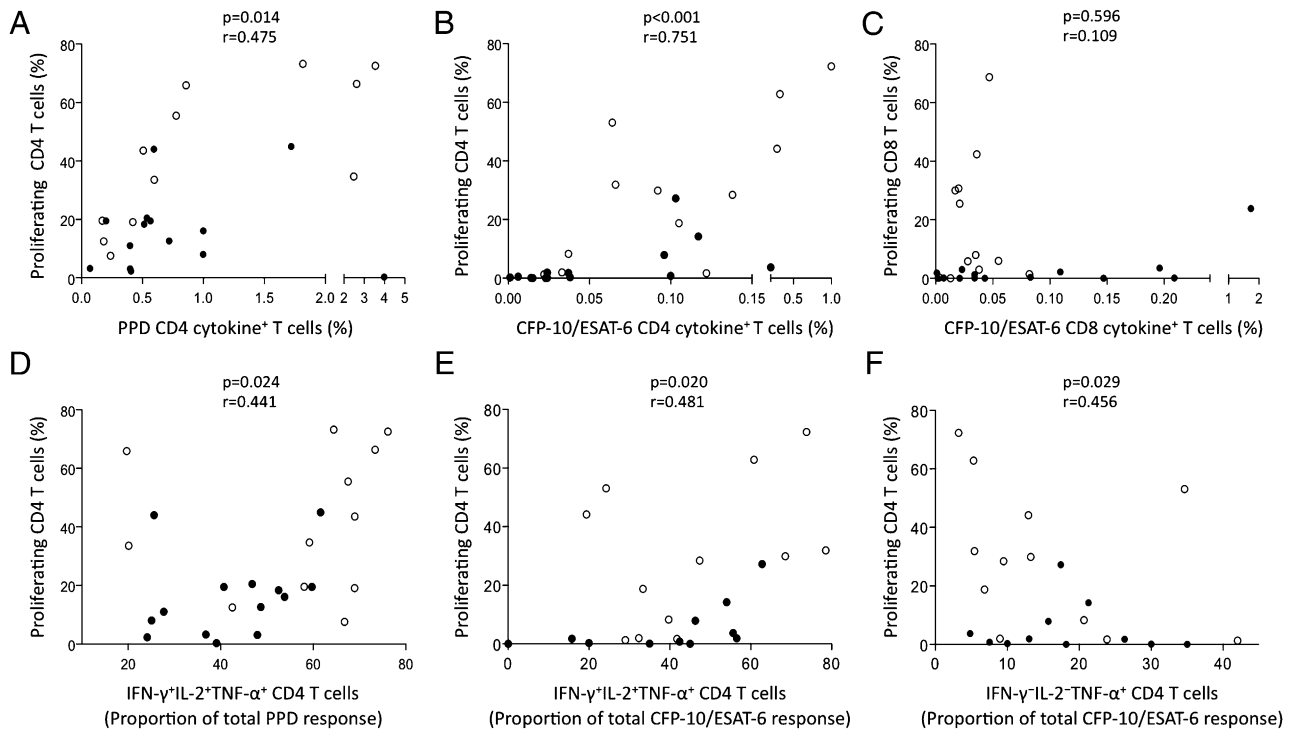 A
p=0.014
r=0.475
Proliferating CD4 T cells (%)
80
60
40
20
0
0.0 0.5 1.0 1.5 2.0 2 3 4 5
PPD CD4 cytokine⁺ T cells (%)
B
p<0.001
r=0.751
Proliferating CD4 T cells (%)
80
60
40
20
0
0.00 0.05 0.10 0.15 0.5 1.0
CFP-10/ESAT-6 CD4 cytokine⁺ T cells (%)
C
p=0.596
r=0.109
Proliferating CD8 T cells (%)
80
60
40
20
0
0.00 0.05 0.10 0.15 0.20 1 2
CFP-10/ESAT-6 CD8 cytokine⁺ T cells (%)
D
p=0.024
r=0.441
Proliferating CD4 T cells (%)
80
60
40
20
0
20 40 60 80
IFN-γ⁺IL-2⁺TNF-α⁺ CD4 T cells
(Proportion of total PPD response)
E
p=0.020
r=0.481
Proliferating CD4 T cells (%)
80
60
40
20
0
0 20 40 60 80
IFN-γ⁺IL-2⁺TNF-α⁺ CD4 T cells
(Proportion of total CFP-10/ESAT-6 response)
F
p=0.029
r=0.456
Proliferating CD4 T cells (%)
80
60
40
20
0
0 10 20 30 40
IFN-γ⁻IL-2⁻TNF-α⁺ CD4 T cells
(Proportion of total CFP-10/ESAT-6 response)